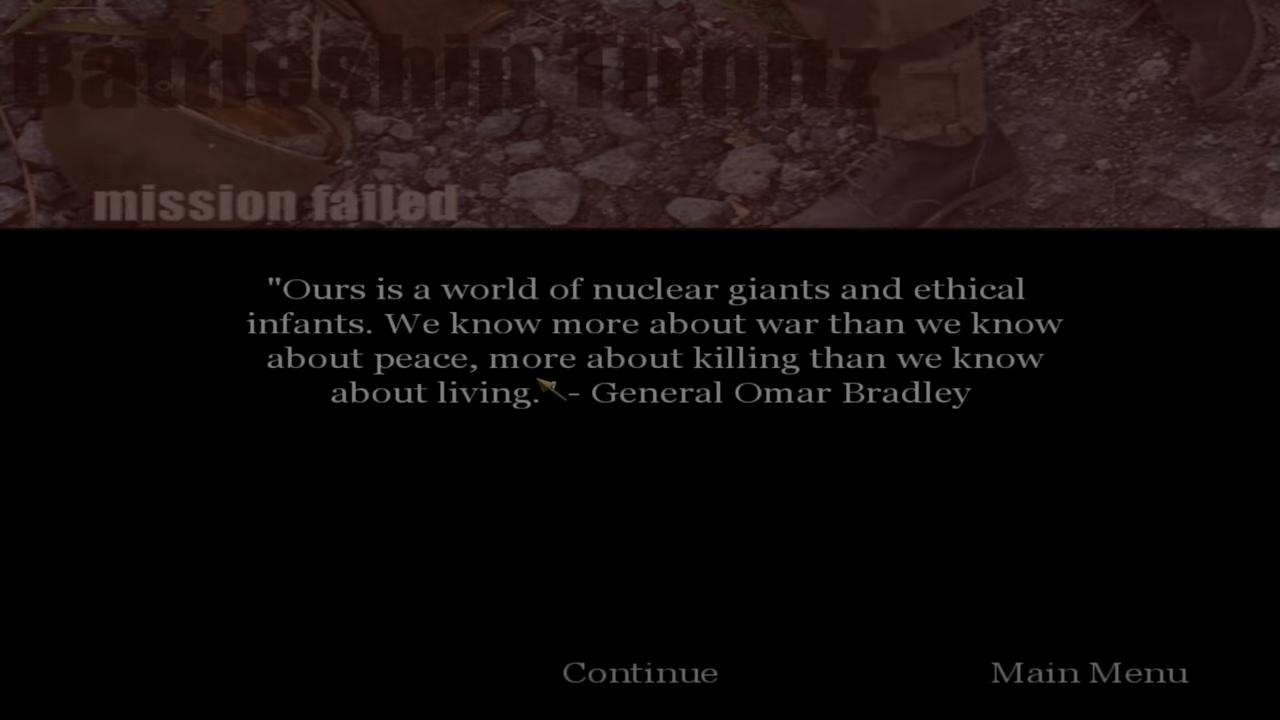 Battleship Tirpitz
mission failed
"Ours is a world of nuclear giants and ethical
infants. We know more about war than we know
about peace, more about killing than we know
about living." - General Omar Bradley
Continue
Main Menu